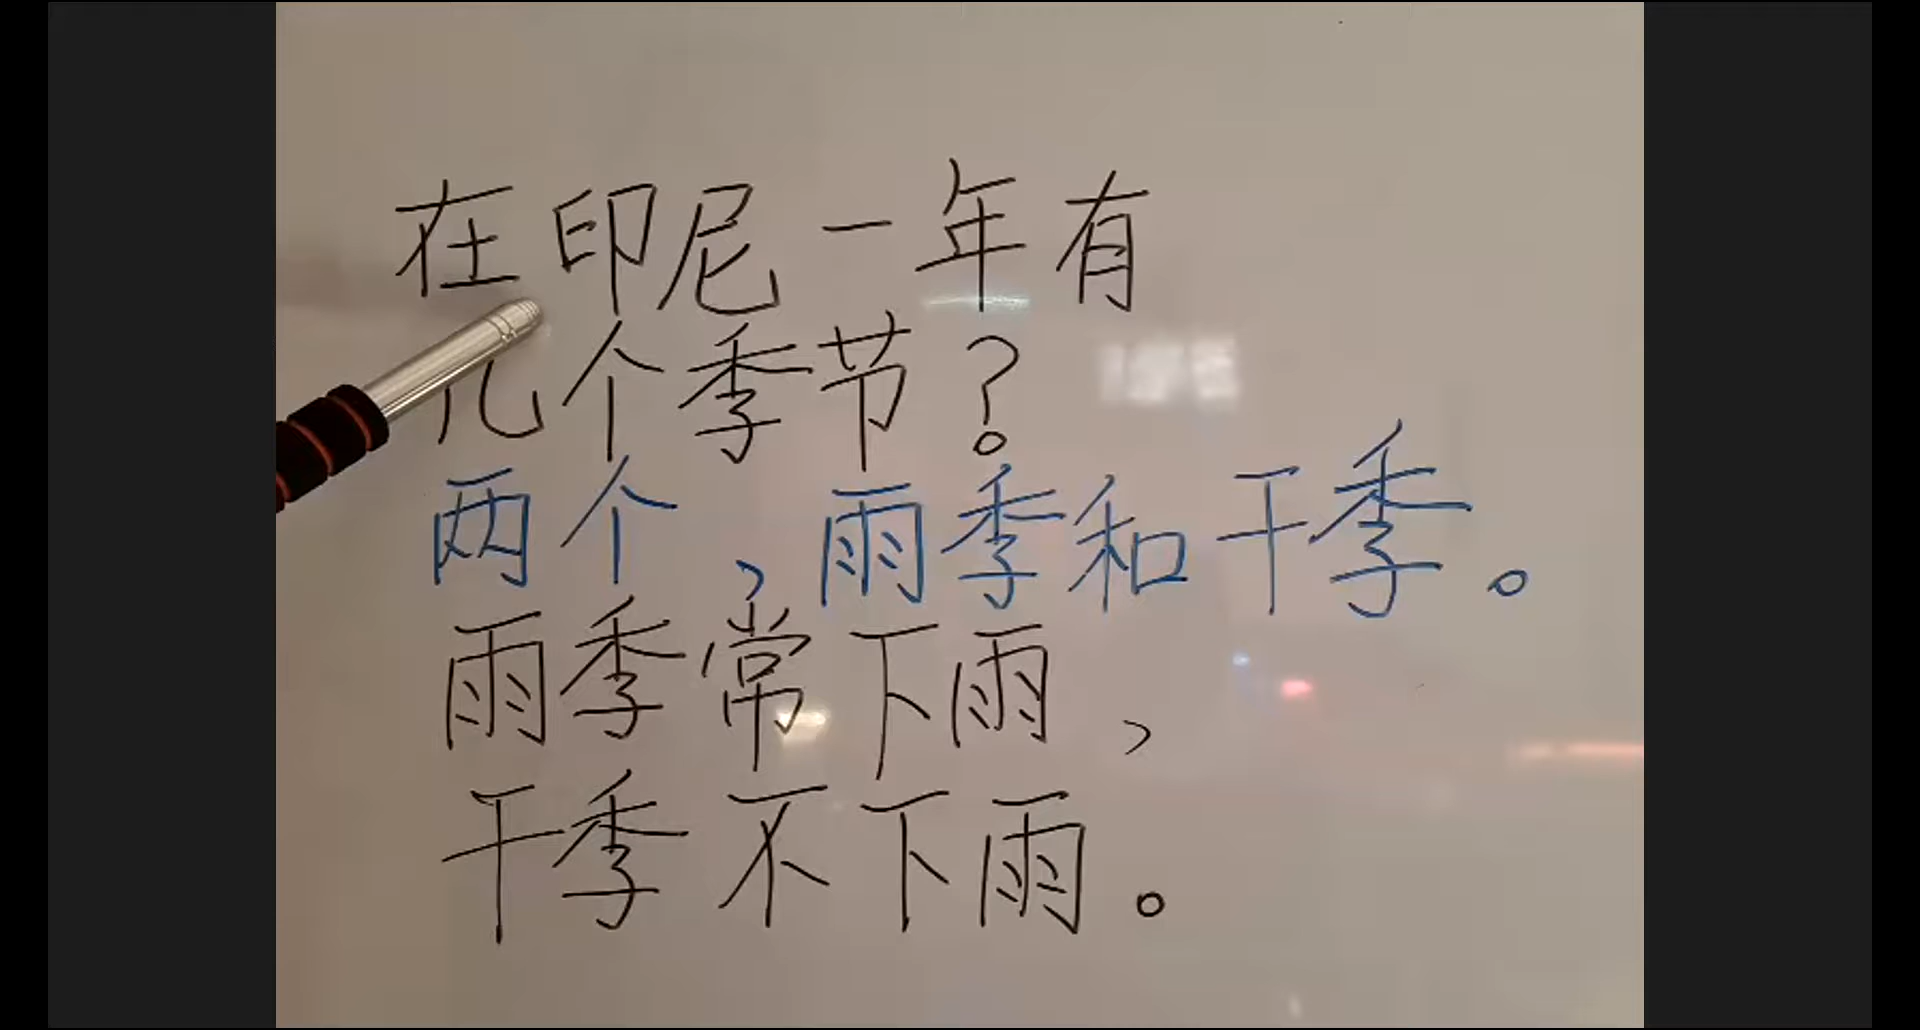 在印尼一年有
几个季节?
两个,雨季和干季。
雨季常下雨,
干季不下雨。